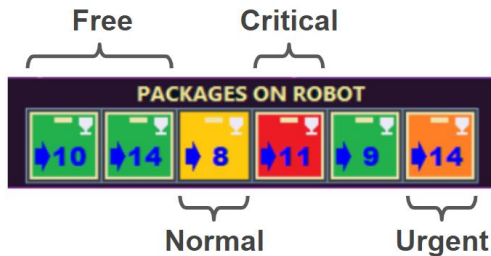 Free Critical
PACKAGES ON ROBOT
10 14 8 11 9 14
Normal Urgent